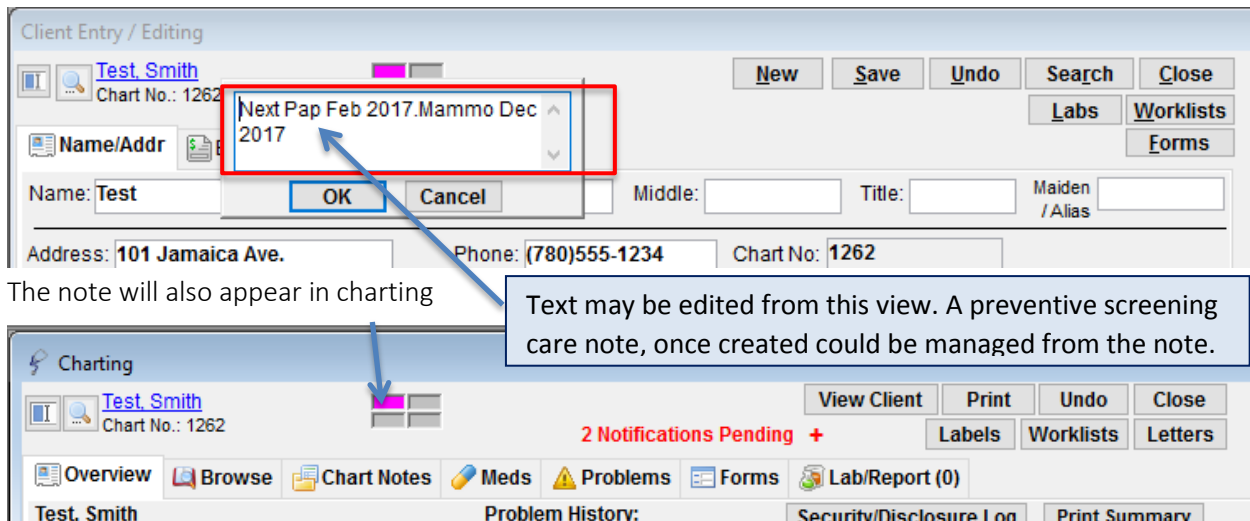 Client Entry / Editing
Test, Smith
Chart No.: 1262
New Save Undo Search Close
Labs Worklists
Forms
Next Pap Feb 2017.Mammo Dec
2017
OK Cancel
Name/Addr
Name: Test Middle: Title: Maiden
/ Alias
Address: 101 Jamaica Ave. Phone: (780)555-1234 Chart No: 1262
The note will also appear in charting
Text may be edited from this view. A preventive screening
care note, once created could be managed from the note.
Charting
Test, Smith
Chart No.: 1262
View Client Print Undo Close
2 Notifications Pending + Labels Worklists Letters
Overview Browse Chart Notes Meds Problems Forms Lab/Report (0)
Test, Smith Problem History: Security/Disclosure Log Print Summary